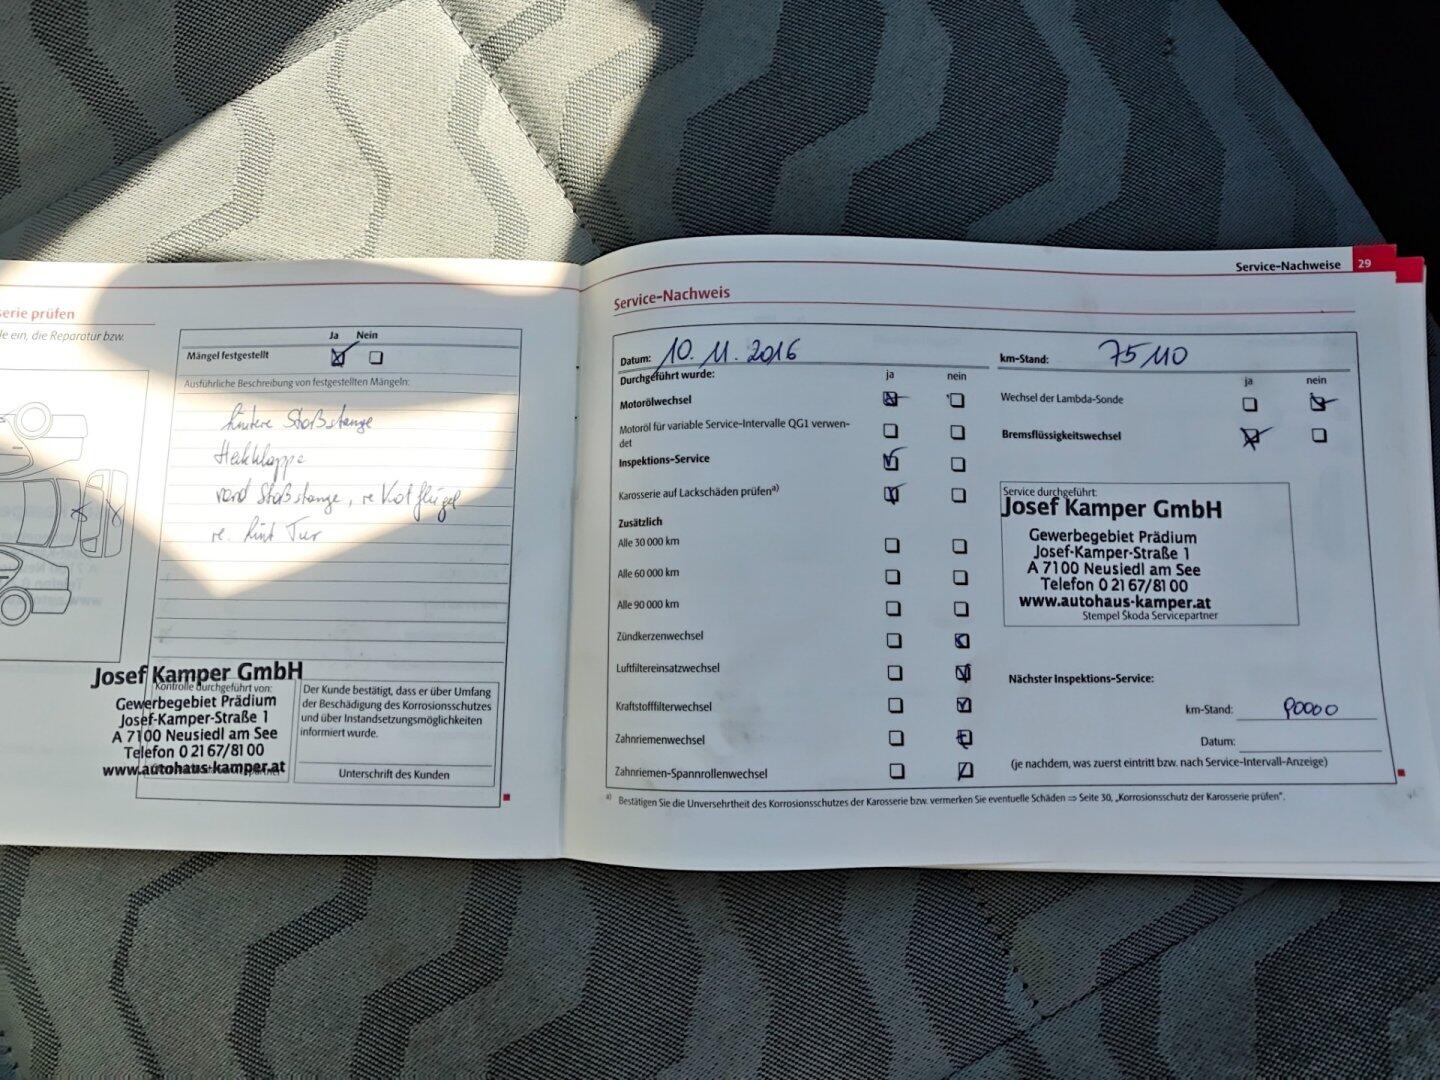 serie prüfen
le ein, die Reparatur bzw.
Ja Nein
Mängel festgestellt
Ausführliche Beschreibung von festgestellten Mängeln:
hintere Stoßstange
Heckklappe
vord Stoßstange, re Kotflügel
re. hint Tür
Josef Kamper GmbH
Kontrolle durchgeführt von:
Gewerbegebiet Prädium
Josef-Kamper-Straße 1
A 7100 Neusiedl am See
Telefon 0 21 67/81 00
www.autohaus-kamper.at
Der Kunde bestätigt, dass er über Umfang
der Beschädigung des Korrosionsschutzes
und über Instandsetzungsmöglichkeiten
informiert wurde.
Unterschrift des Kunden
Service-Nachweise 29
Service-Nachweis
Datum: 10. 11. 2016
km-Stand: 75110
Durchgeführt wurde: ja nein
Motorölwechsel
Motoröl für variable Service-Intervalle QG1 verwen-
det
Inspektions-Service
Karosserie auf Lackschäden prüfena)
Zusätzlich
Alle 30 000 km
Alle 60 000 km
Alle 90 000 km
Zündkerzenwechsel
Luftfiltereinsatzwechsel
Kraftstofffilterwechsel
Zahnriemenwechsel
Zahnriemen-Spannrollenwechsel
ja nein
Wechsel der Lambda-Sonde
Bremsflüssigkeitswechsel
Service durchgeführt:
Josef Kamper GmbH
Gewerbegebiet Prädium
Josef-Kamper-Straße 1
A 7100 Neusiedl am See
Telefon 0 21 67/81 00
www.autohaus-kamper.at
Stempel Škoda Servicepartner
Nächster Inspektions-Service:
km-Stand: 90000
Datum:
(je nachdem, was zuerst eintritt bzw. nach Service-Intervall-Anzeige)
a) Bestätigen Sie die Unversehrtheit des Korrosionsschutzes der Karosserie bzw. vermerken Sie eventuelle Schäden ⇒ Seite 30, „Korrosionsschutz der Karosserie prüfen“.